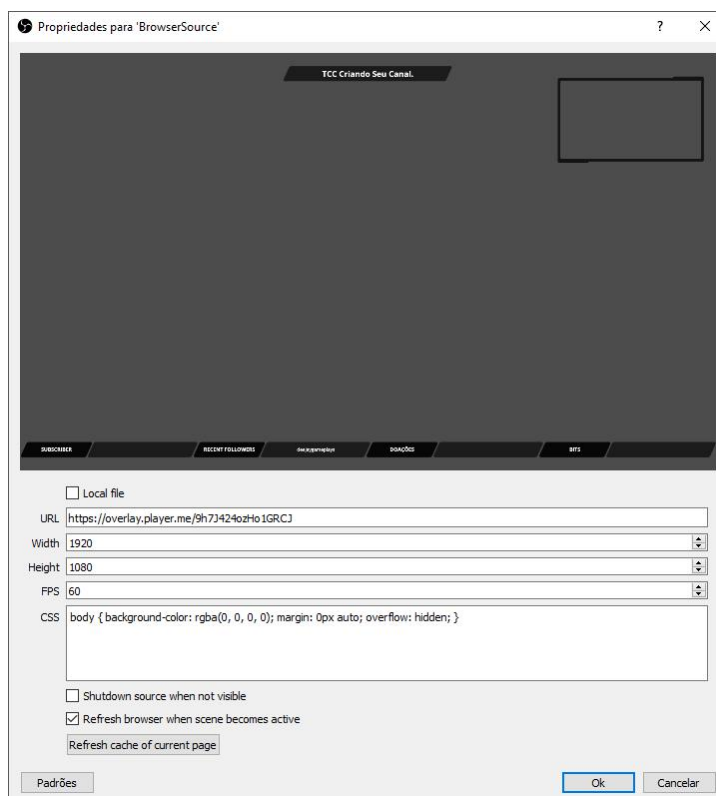 Propriedades para 'BrowserSource'
TCC Criando Seu Canal.
SUBSCRIBER RECENT FOLLOWERS DOAÇÕES BITS
Local file
URL https://overlay.player.me/9h7J424ozHo1GRCJ
Width 1920
Height 1080
FPS 60
CSS body { background-color: rgba(0, 0, 0, 0); margin: 0px auto; overflow: hidden; }
Shutdown source when not visible
Refresh browser when scene becomes active
Refresh cache of current page
Padrões Ok Cancelar